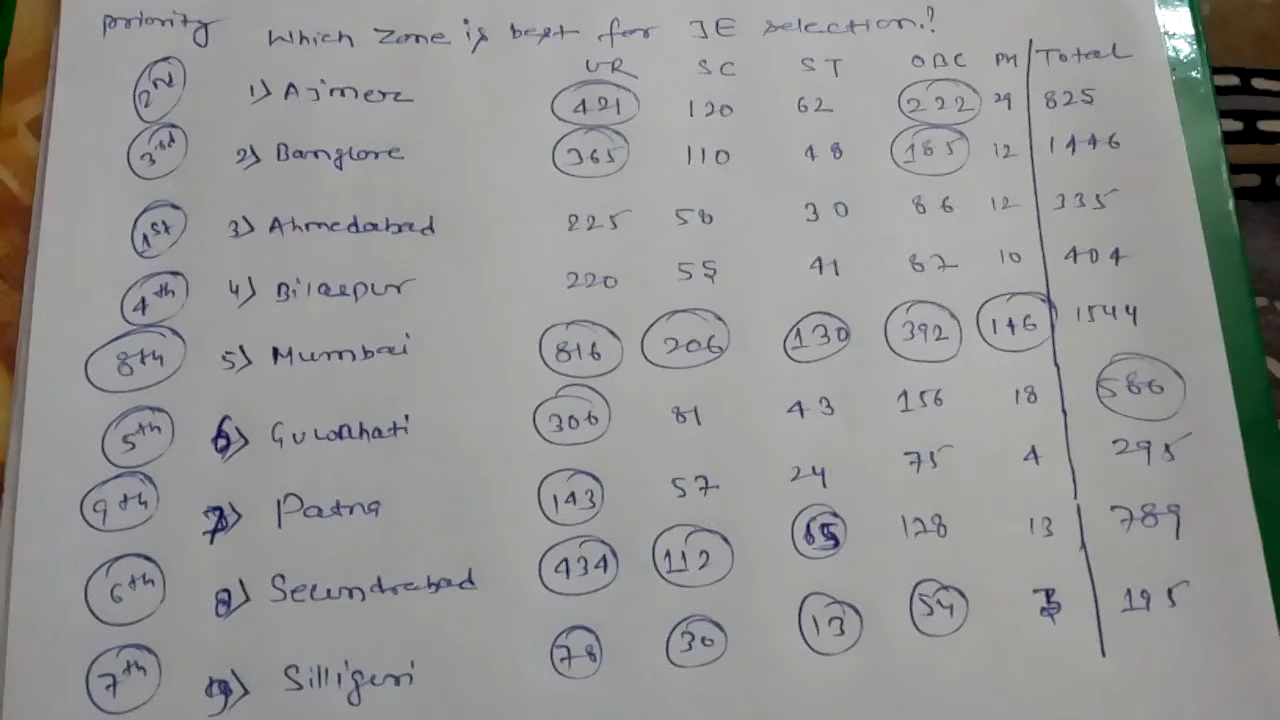 priority Which zone is best for JE selection.?
UR SC ST OBC PH Total
2nd 1) Ajmer 421 120 62 222 29 825
3rd 2) Banglore 365 110 48 185 12 1446
1st 3) Ahmedabad 225 58 30 86 12 335
4th 4) Bilaspur 220 55 41 87 10 404
8th 5) Mumbai 816 206 130 392 146 1544
5th 6) Guwahati 306 81 43 156 18 586
9th 7) Patna 143 57 24 75 4 295
6th 8) Secundrabad 434 112 65 128 13 789
7th 9) Silliguri 78 30 13 54 195